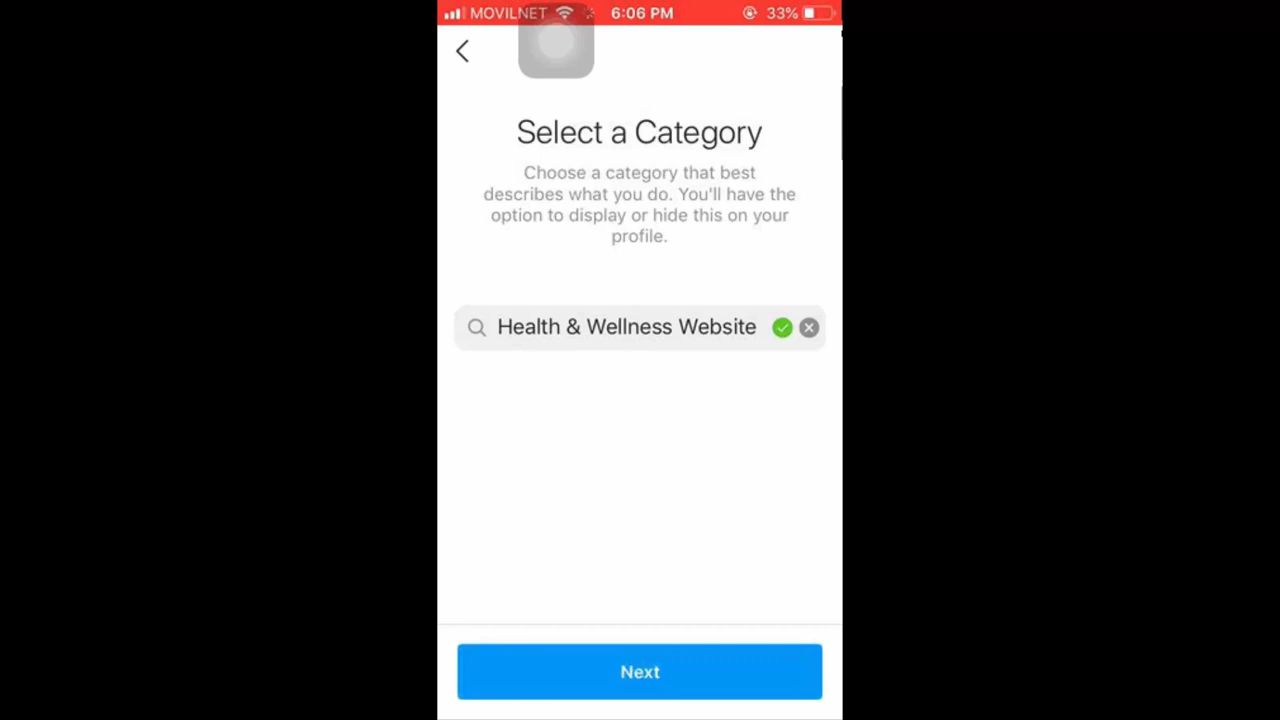 MOVILNET 6:06 PM 33%
Select a Category
Choose a category that best
describes what you do. You'll have the
option to display or hide this on your
profile.
Health & Wellness Website
Next